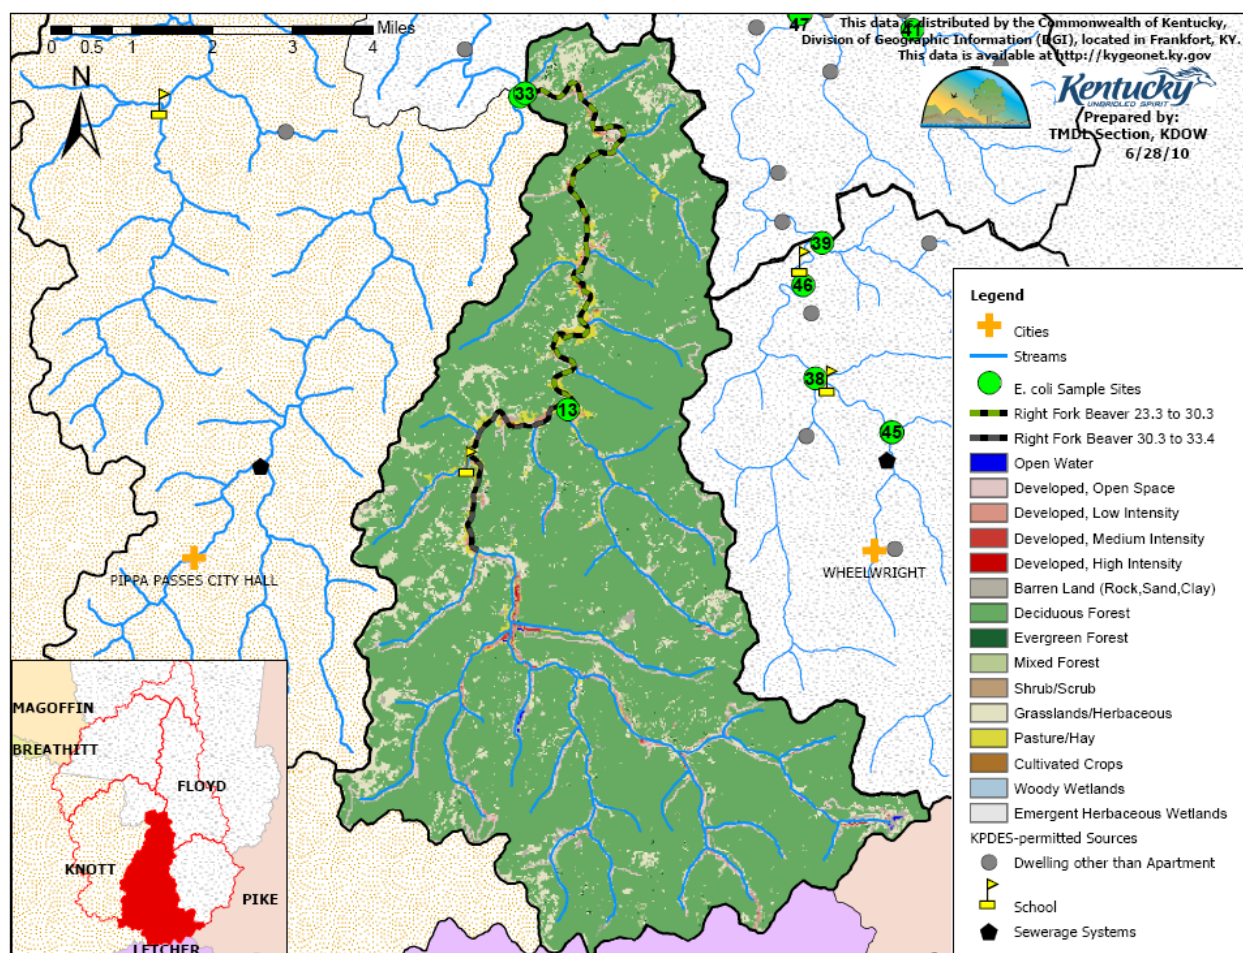 Miles
0 0.5 1 2 3 4
N
This data is distributed by the Commonwealth of Kentucky,
Division of Geographic Information (DGI), located in Frankfort, KY.
This data is available at http://kygeonet.ky.gov
Kentucky
UNBRIDLED SPIRIT
Prepared by:
TMDL Section, KDOW
6/28/10
47
41
33
39
46
38
13
45
PIPPA PASSES CITY HALL
WHEELWRIGHT
Legend
Cities
Streams
E. coli Sample Sites
Right Fork Beaver 23.3 to 30.3
Right Fork Beaver 30.3 to 33.4
Open Water
Developed, Open Space
Developed, Low Intensity
Developed, Medium Intensity
Developed, High Intensity
Barren Land (Rock,Sand,Clay)
Deciduous Forest
Evergreen Forest
Mixed Forest
Shrub/Scrub
Grasslands/Herbaceous
Pasture/Hay
Cultivated Crops
Woody Wetlands
Emergent Herbaceous Wetlands
KPDES-permitted Sources
Dwelling other than Apartment
School
Sewerage Systems
MAGOFFIN
BREATHITT
FLOYD
KNOTT
PIKE
LETCHER